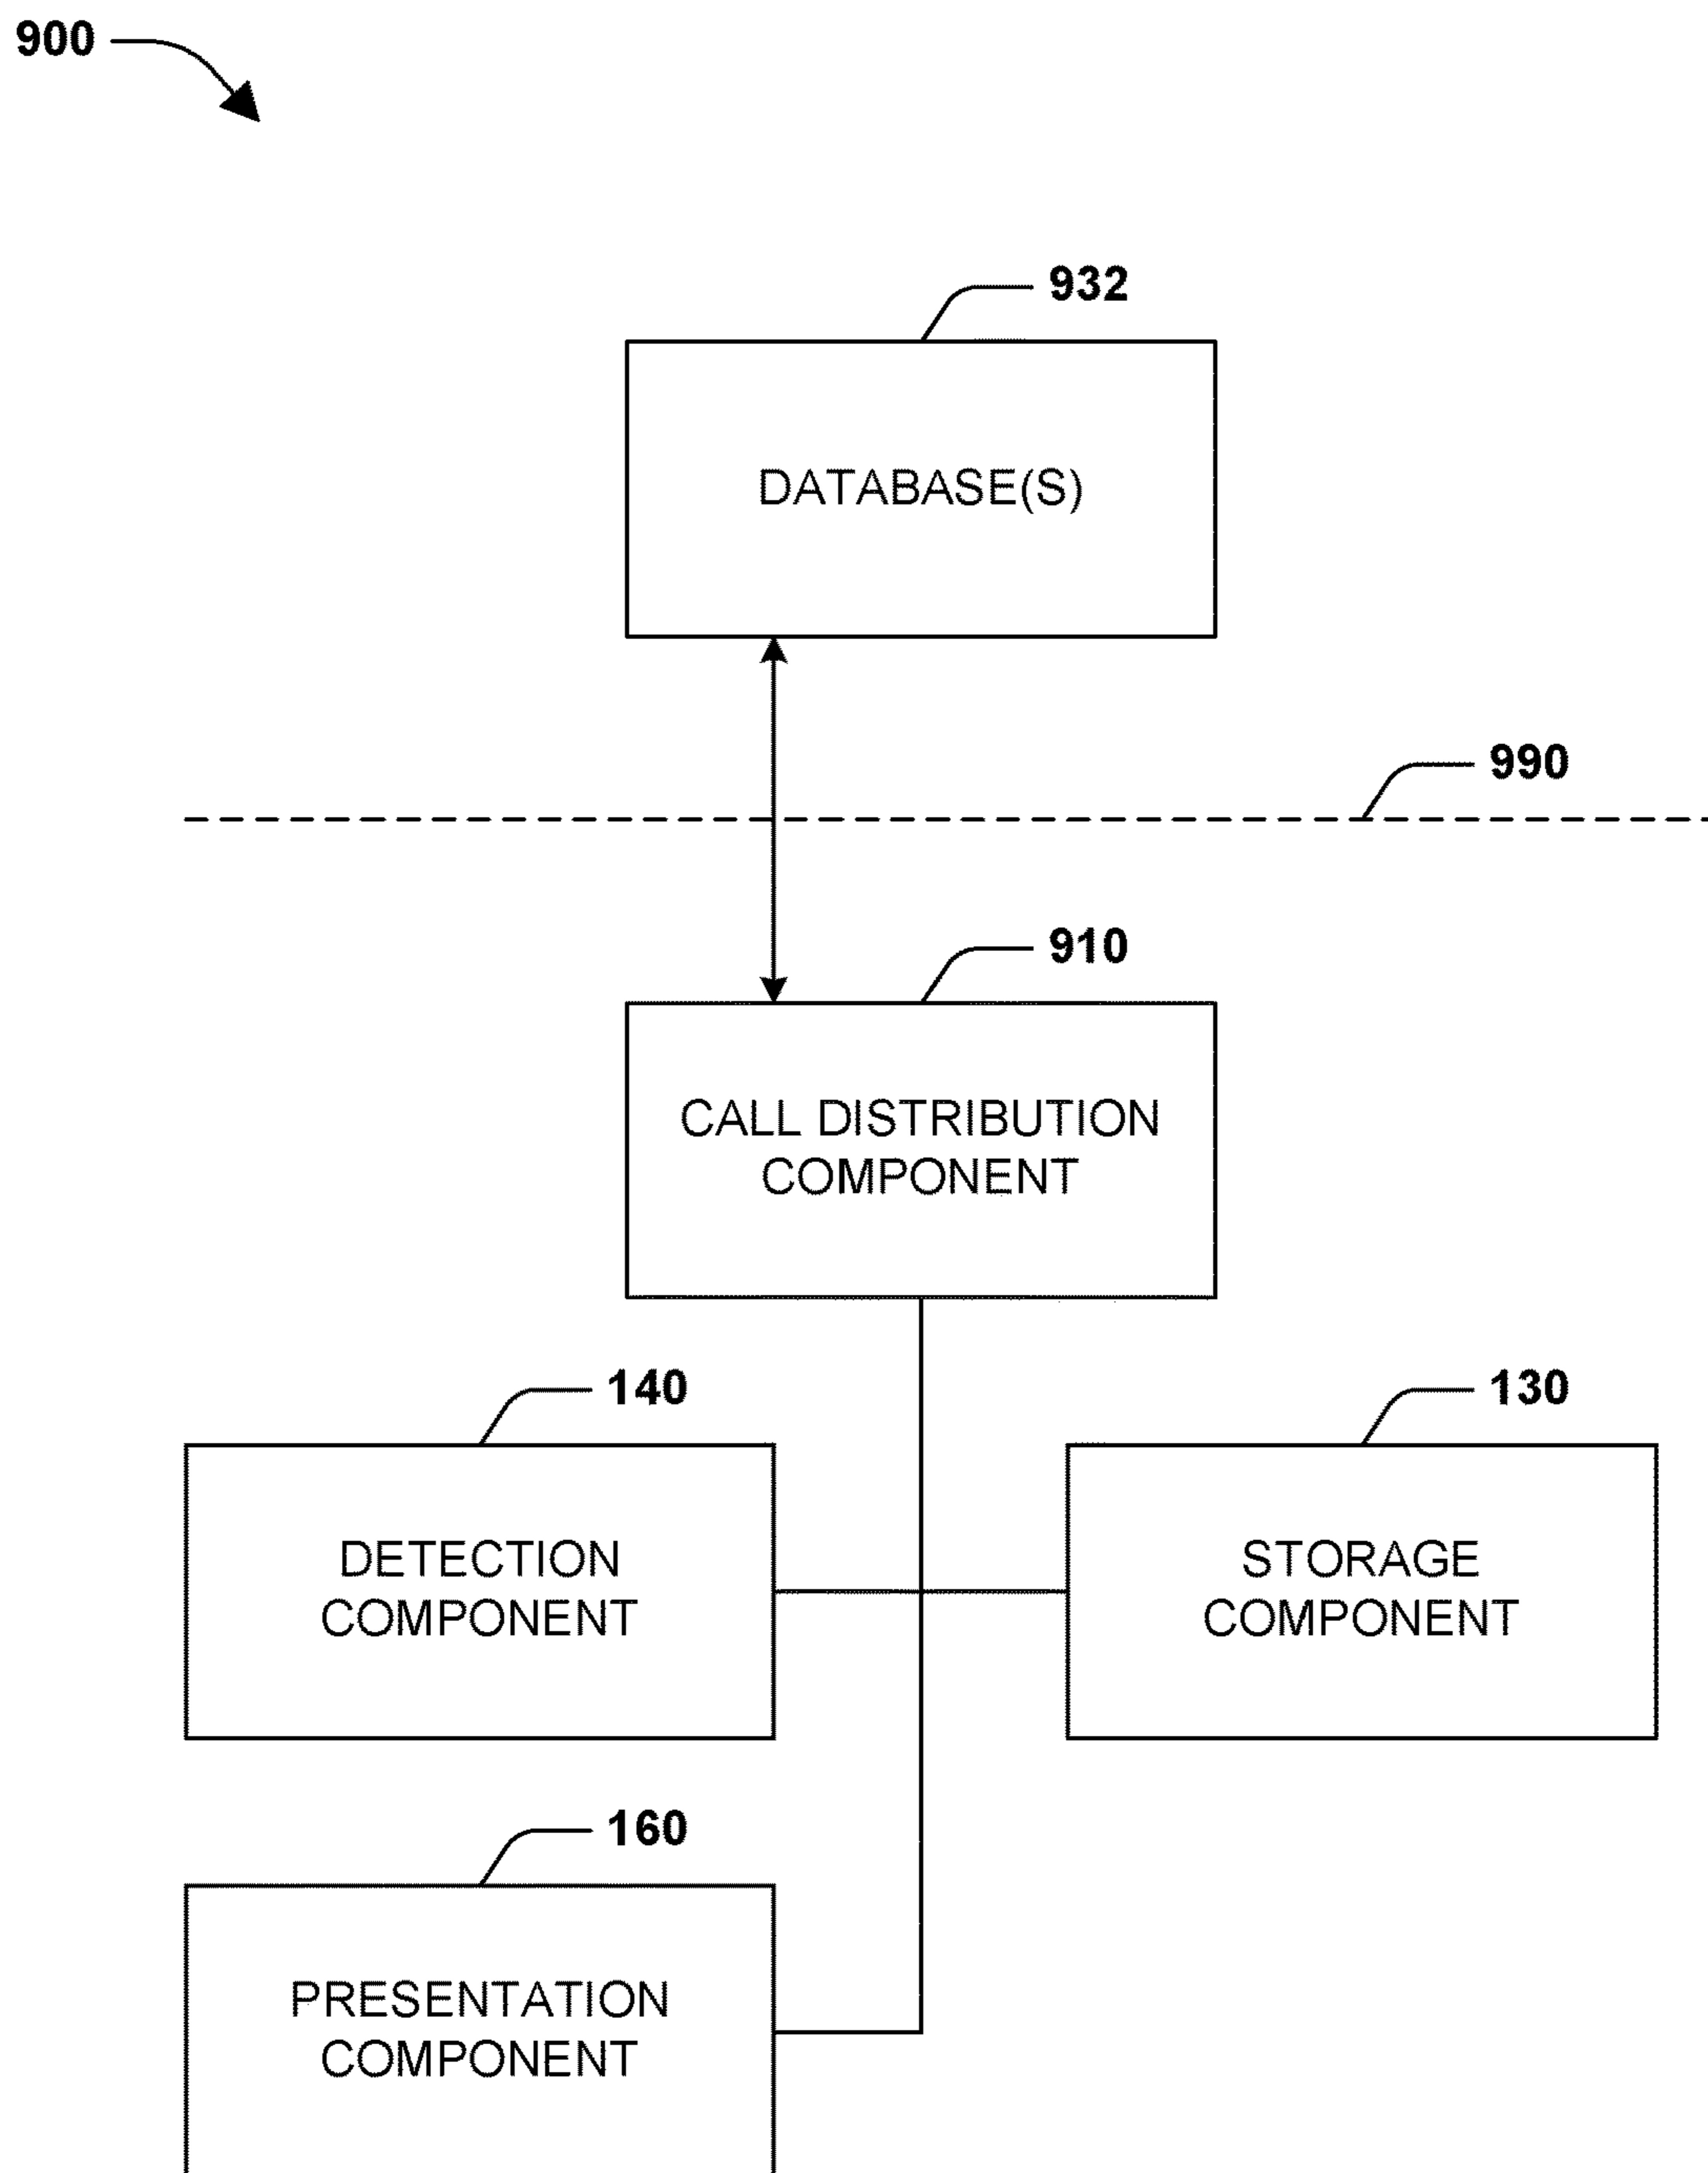 900
932
DATABASE(S)
990
910
CALL DISTRIBUTION
COMPONENT
140
130
DETECTION
COMPONENT
STORAGE
COMPONENT
160
PRESENTATION
COMPONENT